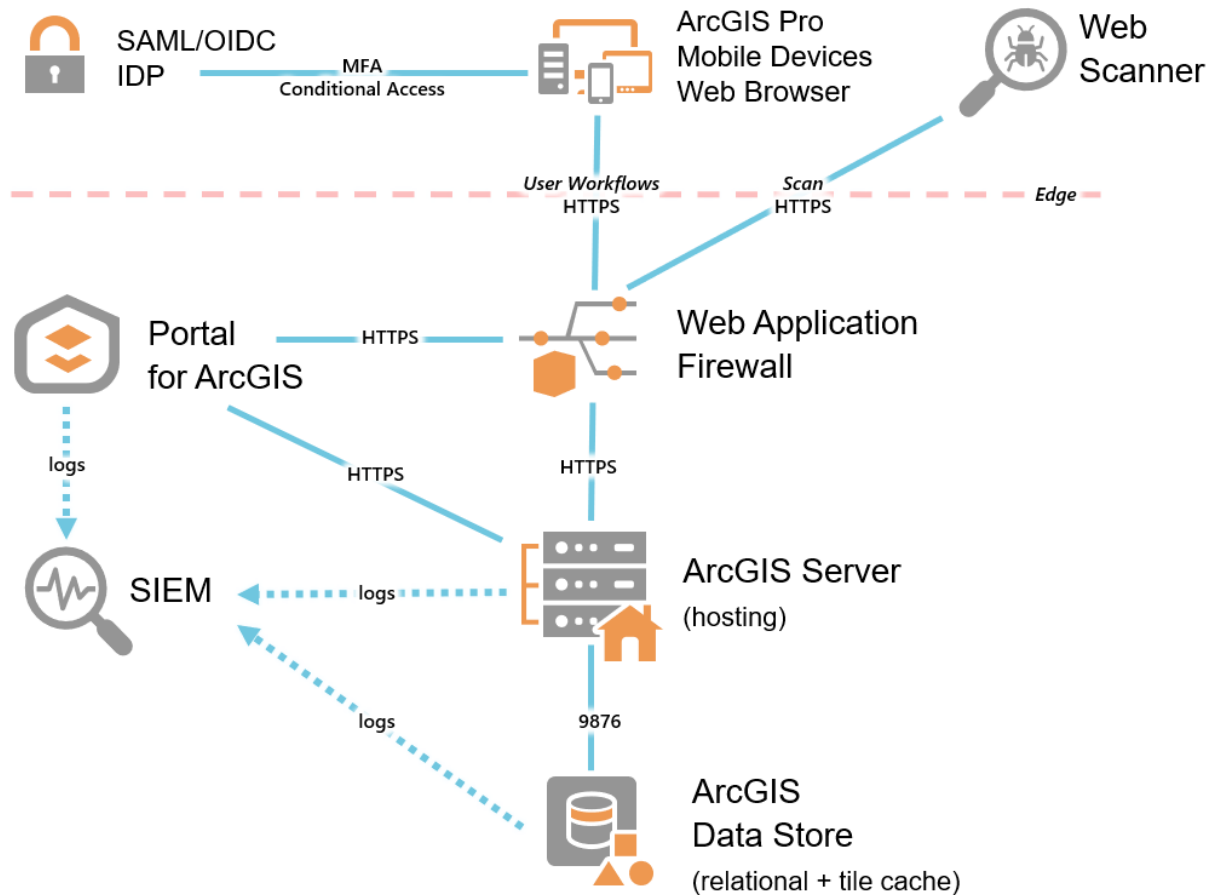 SAML/OIDC
IDP
MFA
Conditional Access
ArcGIS Pro
Mobile Devices
Web Browser
Web
Scanner
User Workflows
HTTPS
Scan
HTTPS
Edge
Portal
for ArcGIS
HTTPS
Web Application
Firewall
logs
HTTPS
HTTPS
SIEM
logs
ArcGIS Server
(hosting)
logs
9876
ArcGIS
Data Store
(relational + tile cache)